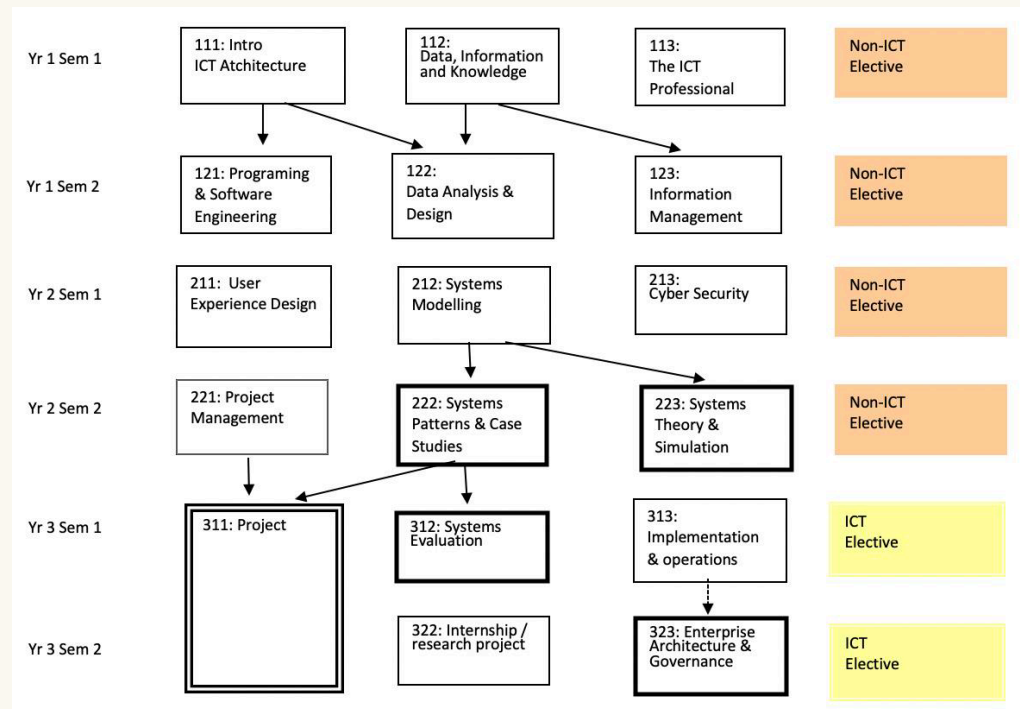 Yr 1 Sem 1
111: Intro
ICT Atchitecture
112:
Data, Information
and Knowledge
113:
The ICT
Professional
Non-ICT
Elective
Yr 1 Sem 2
121: Programing
& Software
Engineering
122:
Data Analysis &
Design
123:
Information
Management
Non-ICT
Elective
Yr 2 Sem 1
211: User
Experience Design
212: Systems
Modelling
213:
Cyber Security
Non-ICT
Elective
Yr 2 Sem 2
221: Project
Management
222: Systems
Patterns & Case
Studies
223: Systems
Theory &
Simulation
Non-ICT
Elective
Yr 3 Sem 1
311: Project
312: Systems
Evaluation
313:
Implementation
& operations
ICT
Elective
Yr 3 Sem 2
322: Internship /
research project
323: Enterprise
Architecture &
Governance
ICT
Elective